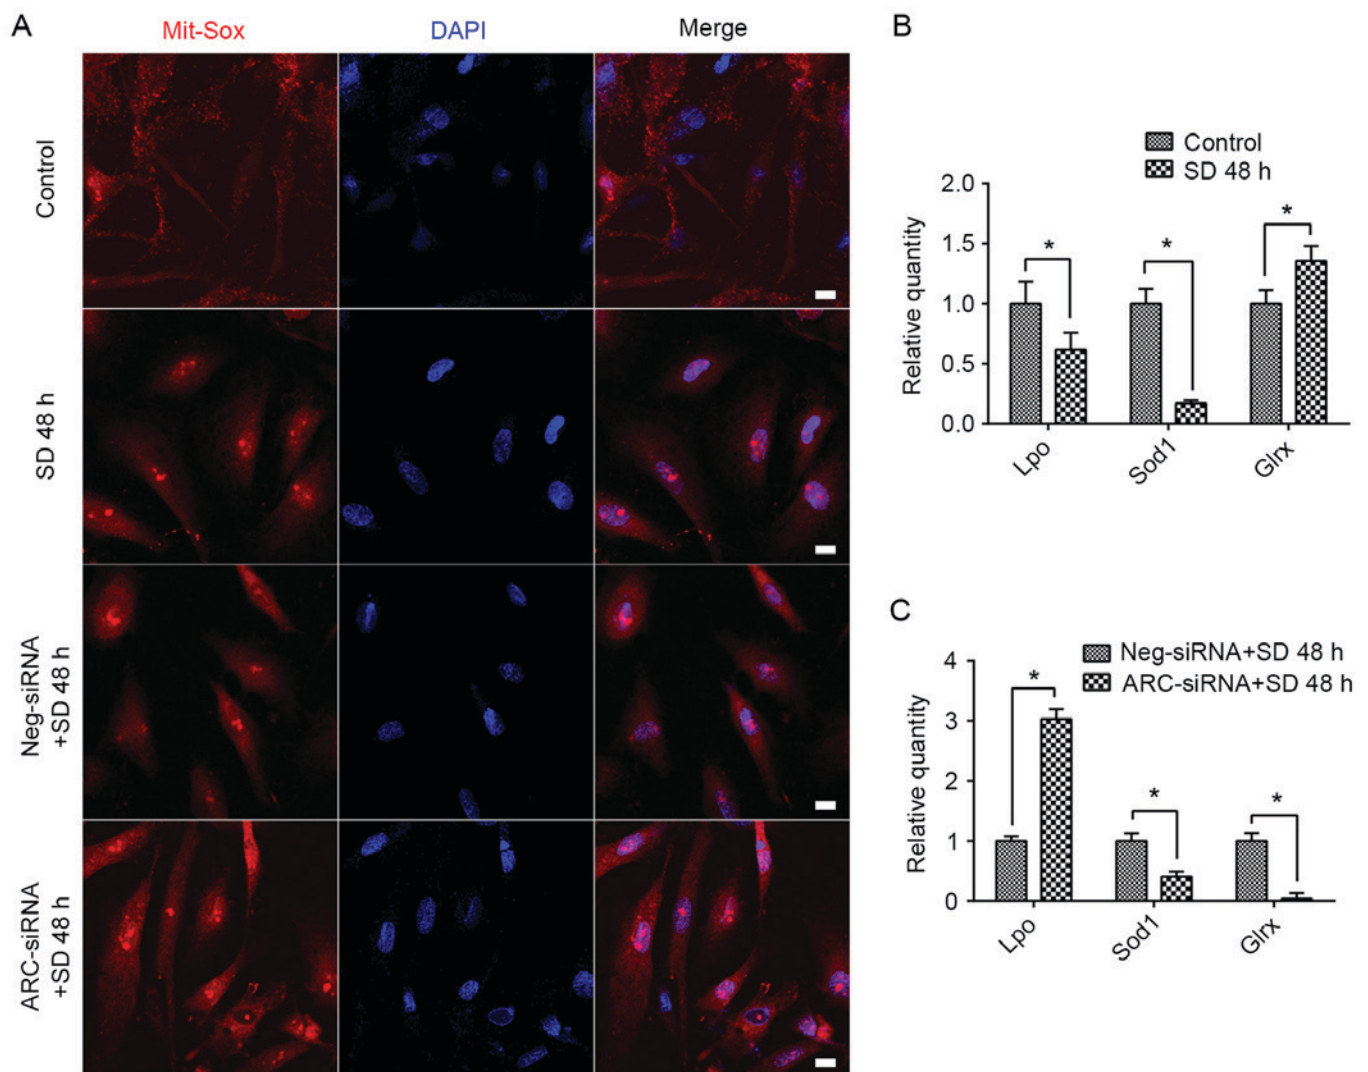 A
Mit-Sox
DAPI
Merge
Control
SD 48 h
Neg-siRNA
+SD 48 h
ARC-siRNA
+SD 48 h
B
Control
SD 48 h
Relative quantity
2.0
1.5
1.0
0.5
0.0
*
*
*
Lpo
Sod1
Glrx
C
Neg-siRNA+SD 48 h
ARC-siRNA+SD 48 h
Relative quantity
4
3
2
1
0
*
*
*
Lpo
Sod1
Glrx